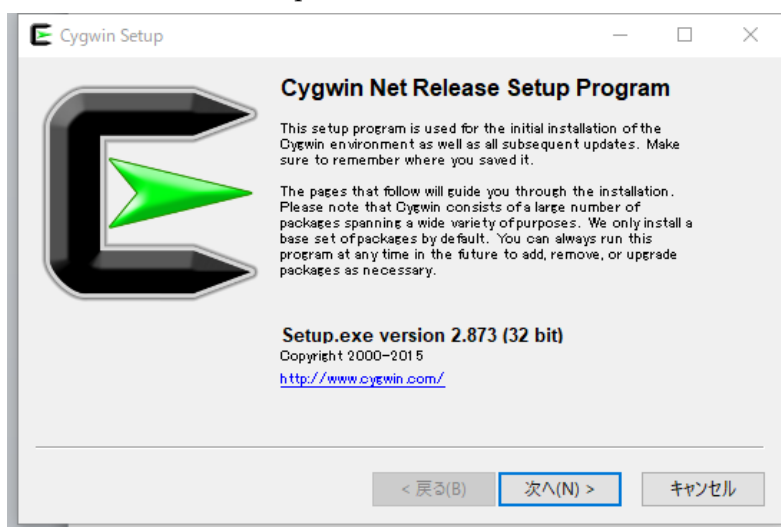 Cygwin Setup
Cygwin Net Release Setup Program
This setup program is used for the initial installation of the
Cygwin environment as well as all subsequent updates. Make
sure to remember where you saved it.
The pages that follow will guide you through the installation.
Please note that Cygwin consists of a large number of
packages spanning a wide variety of purposes. We only install a
base set of packages by default. You can always run this
program at any time in the future to add, remove, or upgrade
packages as necessary.
Setup.exe version 2.873 (32 bit)
Copyright 2000-2015
http://www.cygwin.com/
< 戻る(B) 次へ(N) > キャンセル